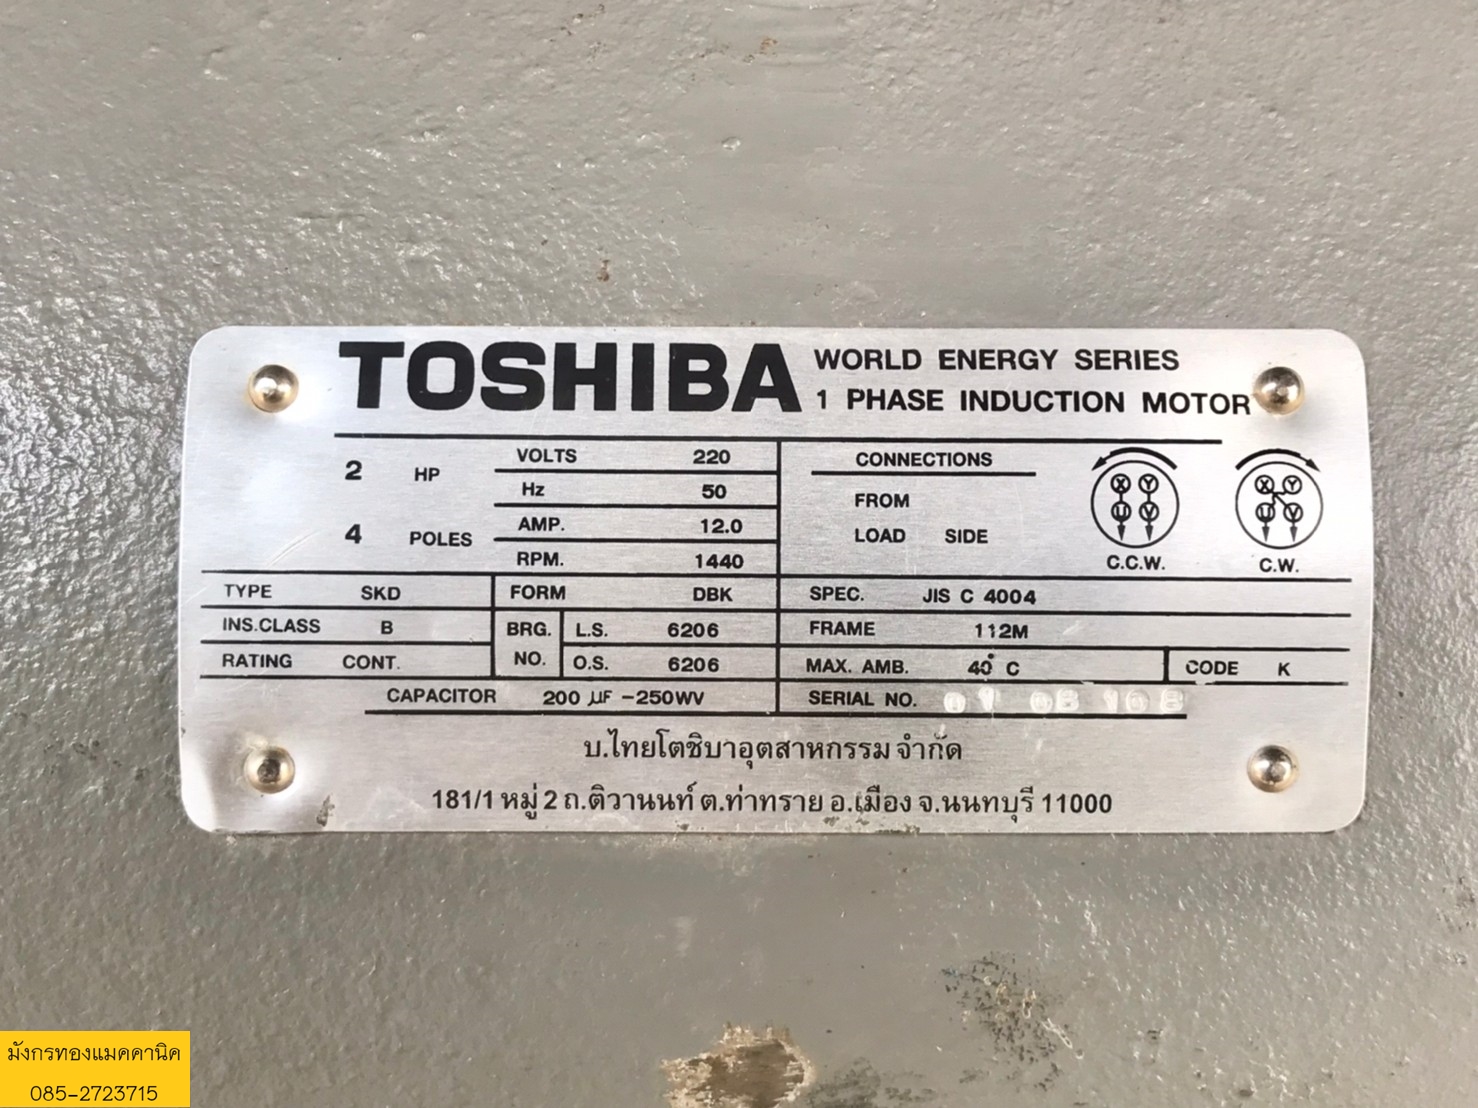 TOSHIBA WORLD ENERGY SERIES
1 PHASE INDUCTION MOTOR
2 HP
4 POLES
VOLTS 220
Hz 50
AMP. 12.0
RPM. 1440
CONNECTIONS
FROM
LOAD SIDE
X Y
U V
C.C.W.
X Y
U V
C.W.
TYPE SKD FORM DBK SPEC. JIS C 4004
INS.CLASS B BRG. L.S. 6206 FRAME 112M
RATING CONT. NO. O.S. 6206 MAX. AMB. 40°C CODE K
CAPACITOR 200 μF -250WV SERIAL NO. 01 08 108
บ.ไทยโตชิบาอุตสาหกรรม จำกัด
181/1 หมู่ 2 ถ.ติวานนท์ ต.ท่าทราย อ.เมือง จ.นนทบุรี 11000
มังกรทองแมคคานิค
085-2723715